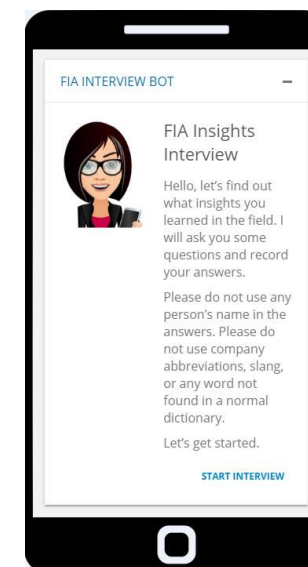 FIA INTERVIEW BOT
FIA Insights
Interview
Hello, let's find out
what insights you
learned in the field. I
will ask you some
questions and record
your answers.
Please do not use any
person's name in the
answers. Please do
not use company
abbreviations, slang,
or any word not
found in a normal
dictionary.
Let's get started.
START INTERVIEW